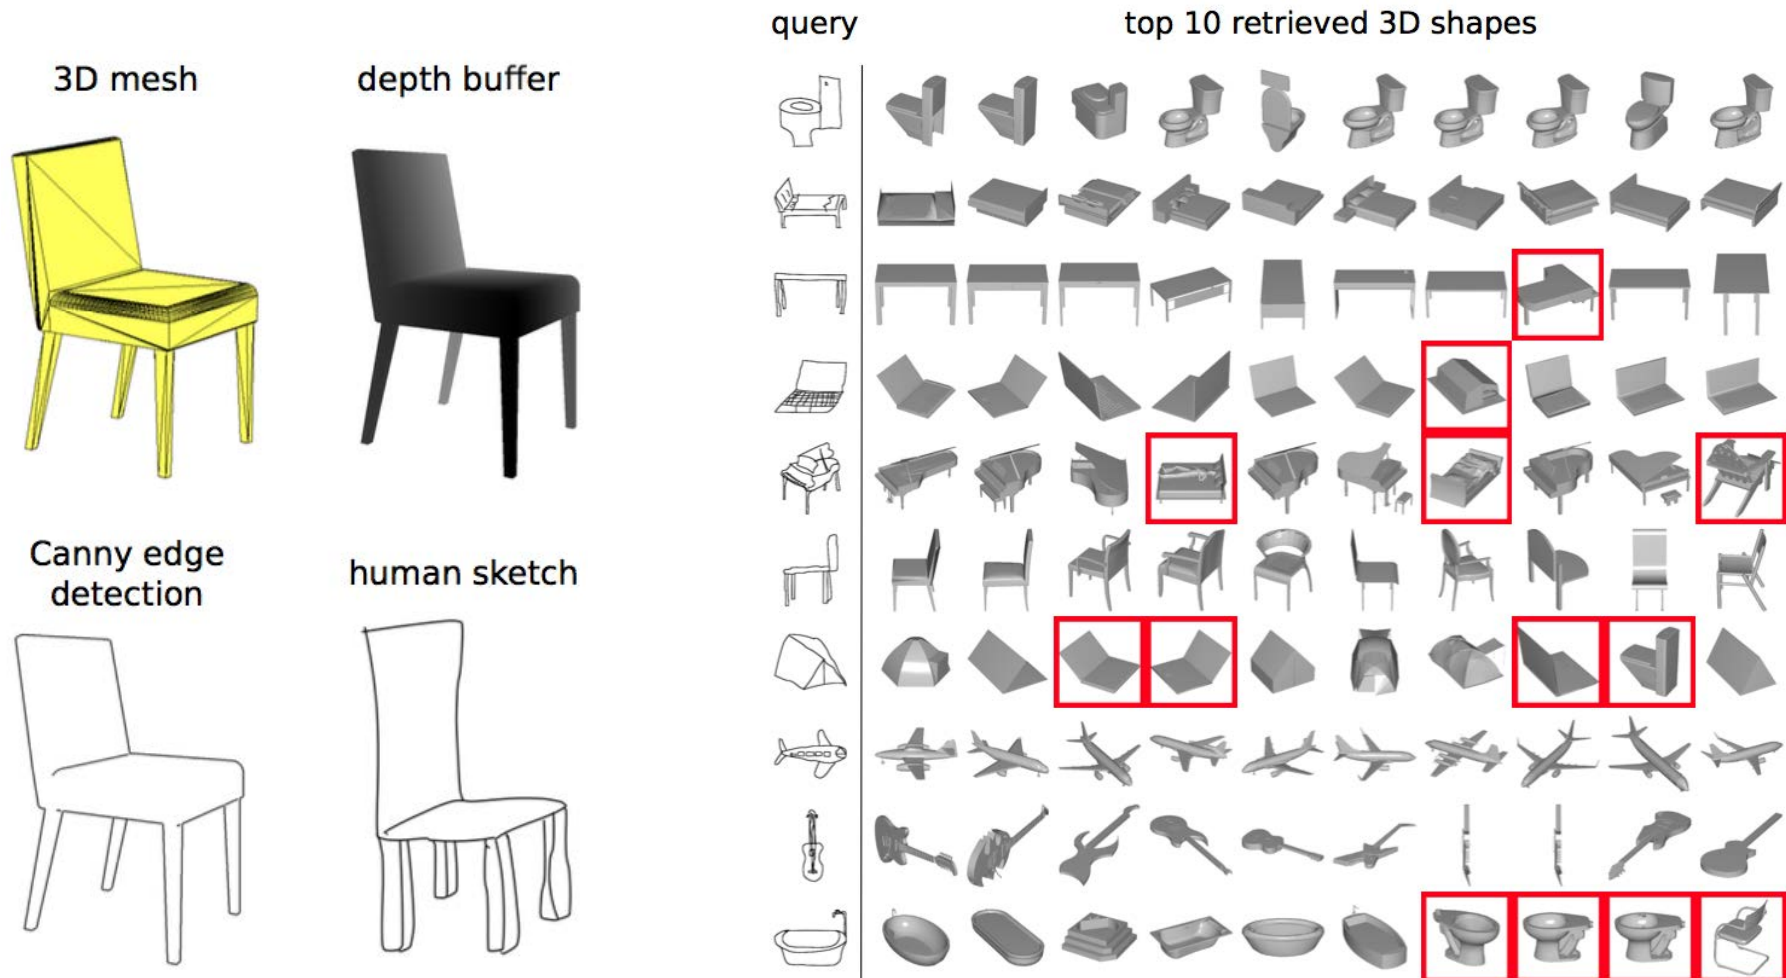 query
top 10 retrieved 3D shapes
3D mesh
depth buffer
Canny edge
detection
human sketch